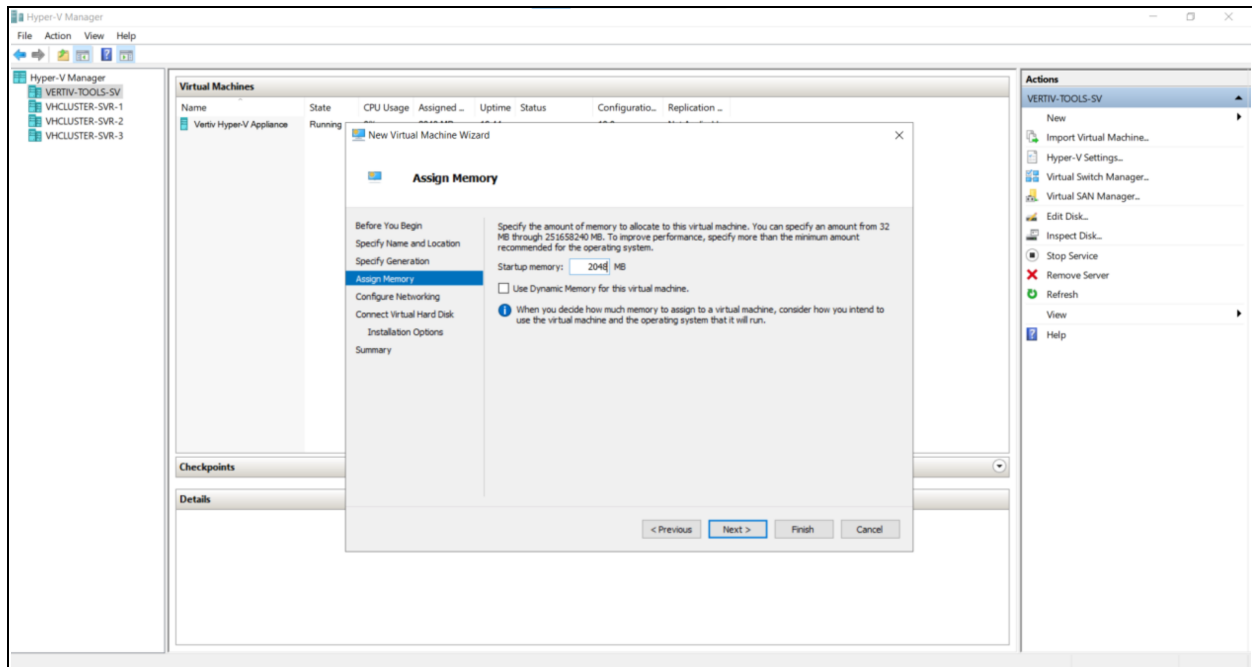 Hyper-V Manager
File Action View Help
Hyper-V Manager
VERTIV-TOOLS-SV
VHCLUSTER-SVR-1
VHCLUSTER-SVR-2
VHCLUSTER-SVR-3
Virtual Machines
Name State CPU Usage Assigned ... Uptime Status Configuratio... Replication ...
Vertiv Hyper-V Appliance Running
New Virtual Machine Wizard
Assign Memory
Before You Begin
Specify Name and Location
Specify Generation
Assign Memory
Configure Networking
Connect Virtual Hard Disk
Installation Options
Summary
Specify the amount of memory to allocate to this virtual machine. You can specify an amount from 32
MB through 251658240 MB. To improve performance, specify more than the minimum amount
recommended for the operating system.
Startup memory: 2048 MB
Use Dynamic Memory for this virtual machine.
When you decide how much memory to assign to a virtual machine, consider how you intend to
use the virtual machine and the operating system that it will run.
< Previous Next > Finish Cancel
Checkpoints
Details
Actions
VERTIV-TOOLS-SV
New
Import Virtual Machine...
Hyper-V Settings...
Virtual Switch Manager...
Virtual SAN Manager...
Edit Disk...
Inspect Disk...
Stop Service
Remove Server
Refresh
View
Help